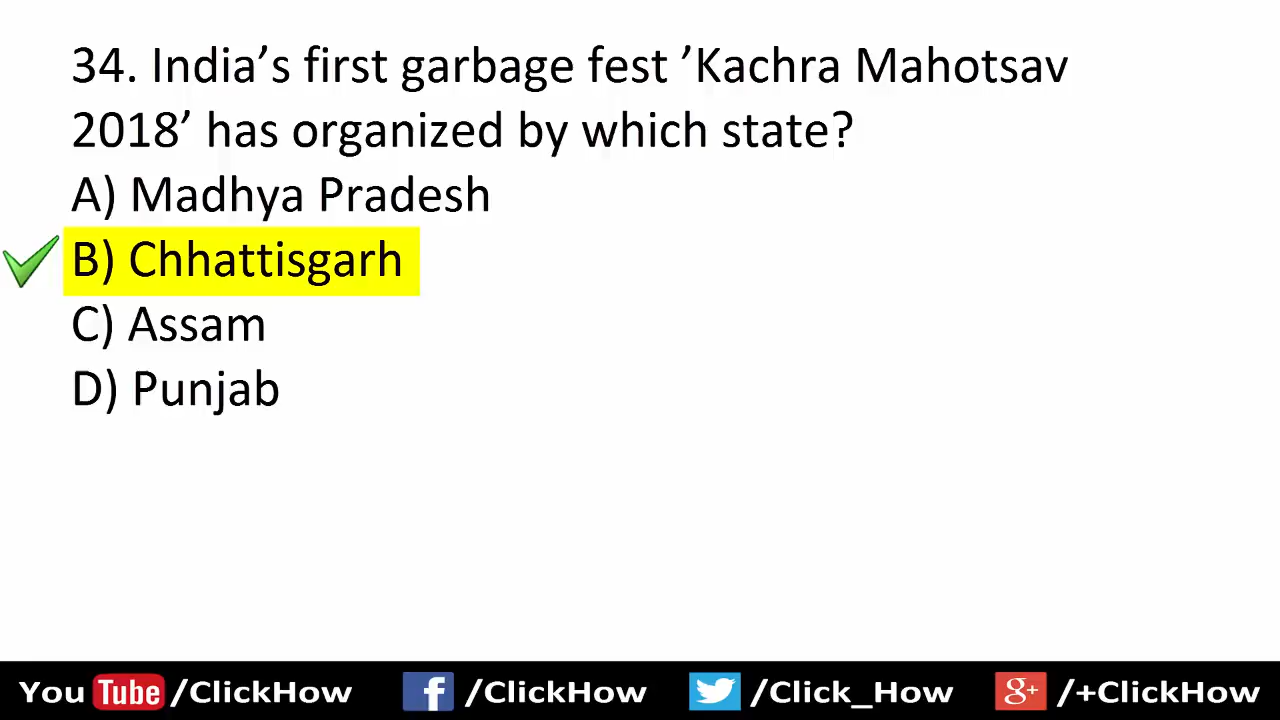 34. India’s first garbage fest ’Kachra Mahotsav
2018’ has organized by which state?
A) Madhya Pradesh
B) Chhattisgarh
C) Assam
D) Punjab
You Tube /ClickHow f /ClickHow /Click_How g+ /+ClickHow